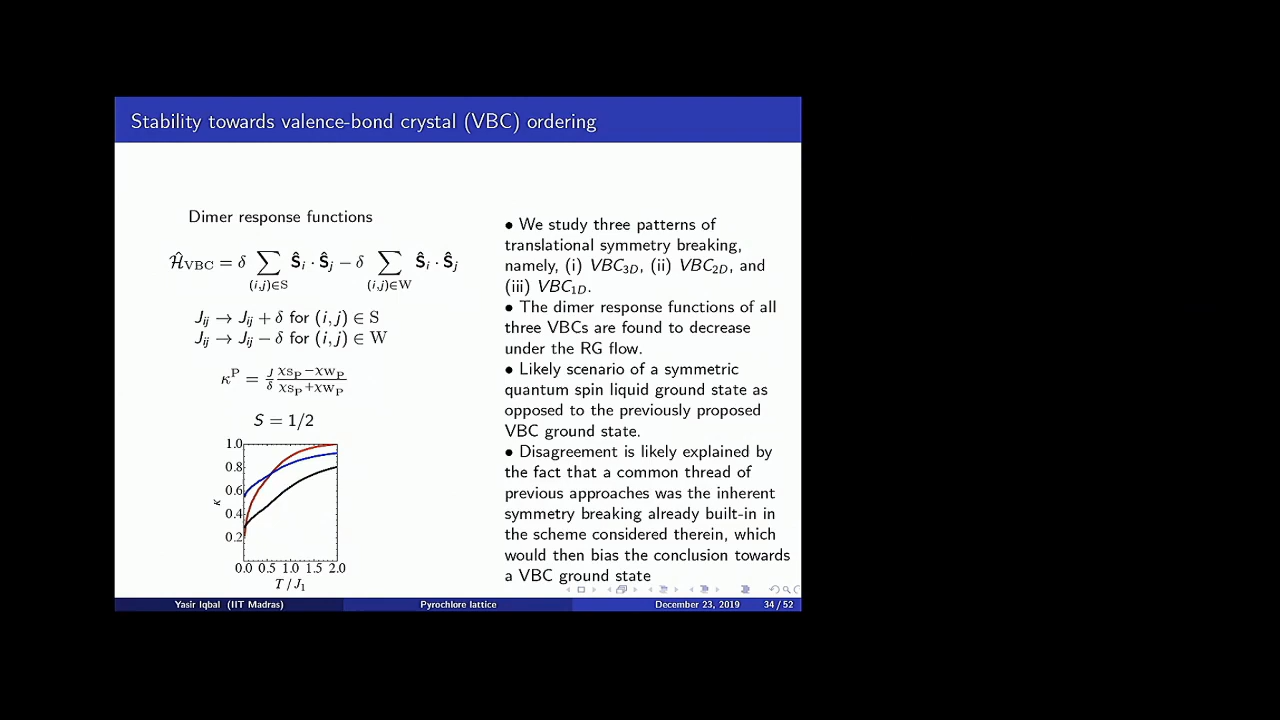 Stability towards valence-bond crystal (VBC) ordering
Dimer response functions
Ĥ_VBC = δ ∑_{(i,j)∈S} Ŝ_i · Ŝ_j − δ ∑_{(i,j)∈W} Ŝ_i · Ŝ_j
J_ij → J_ij + δ for (i, j) ∈ S
J_ij → J_ij − δ for (i, j) ∈ W
κ^P = J/δ (χ_{S_P} − χ_{W_P})/(χ_{S_P} + χ_{W_P})
S = 1/2
1.0
0.8
0.6
0.4
0.2
κ
0.0 0.5 1.0 1.5 2.0
T/J_1
• We study three patterns of
translational symmetry breaking,
namely, (i) VBC_3D, (ii) VBC_2D, and
(iii) VBC_1D.
• The dimer response functions of all
three VBCs are found to decrease
under the RG flow.
• Likely scenario of a symmetric
quantum spin liquid ground state as
opposed to the previously proposed
VBC ground state.
• Disagreement is likely explained by
the fact that a common thread of
previous approaches was the inherent
symmetry breaking already built-in in
the scheme considered therein, which
would then bias the conclusion towards
a VBC ground state
Yasir Iqbal (IIT Madras) Pyrochlore lattice December 23, 2019 34 / 52